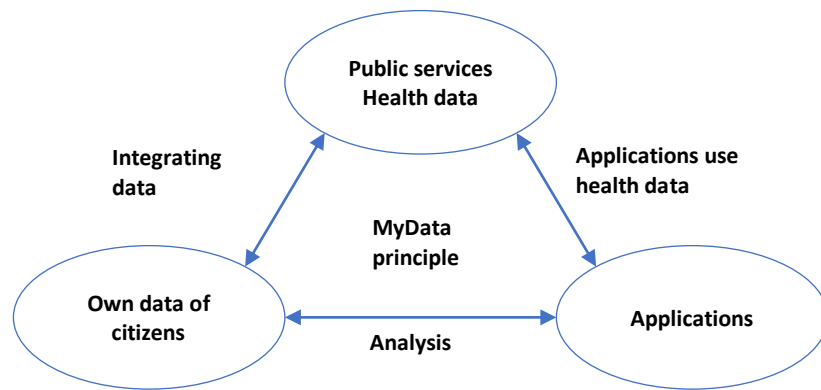 Public services
Health data
Integrating
data
Applications use
health data
MyData
principle
Own data of
citizens
Analysis
Applications